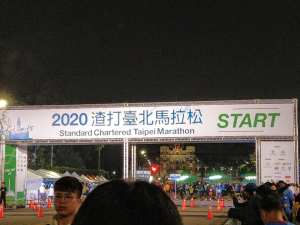 2020 渣打臺北馬拉松
Standard Chartered Taipei Marathon
START